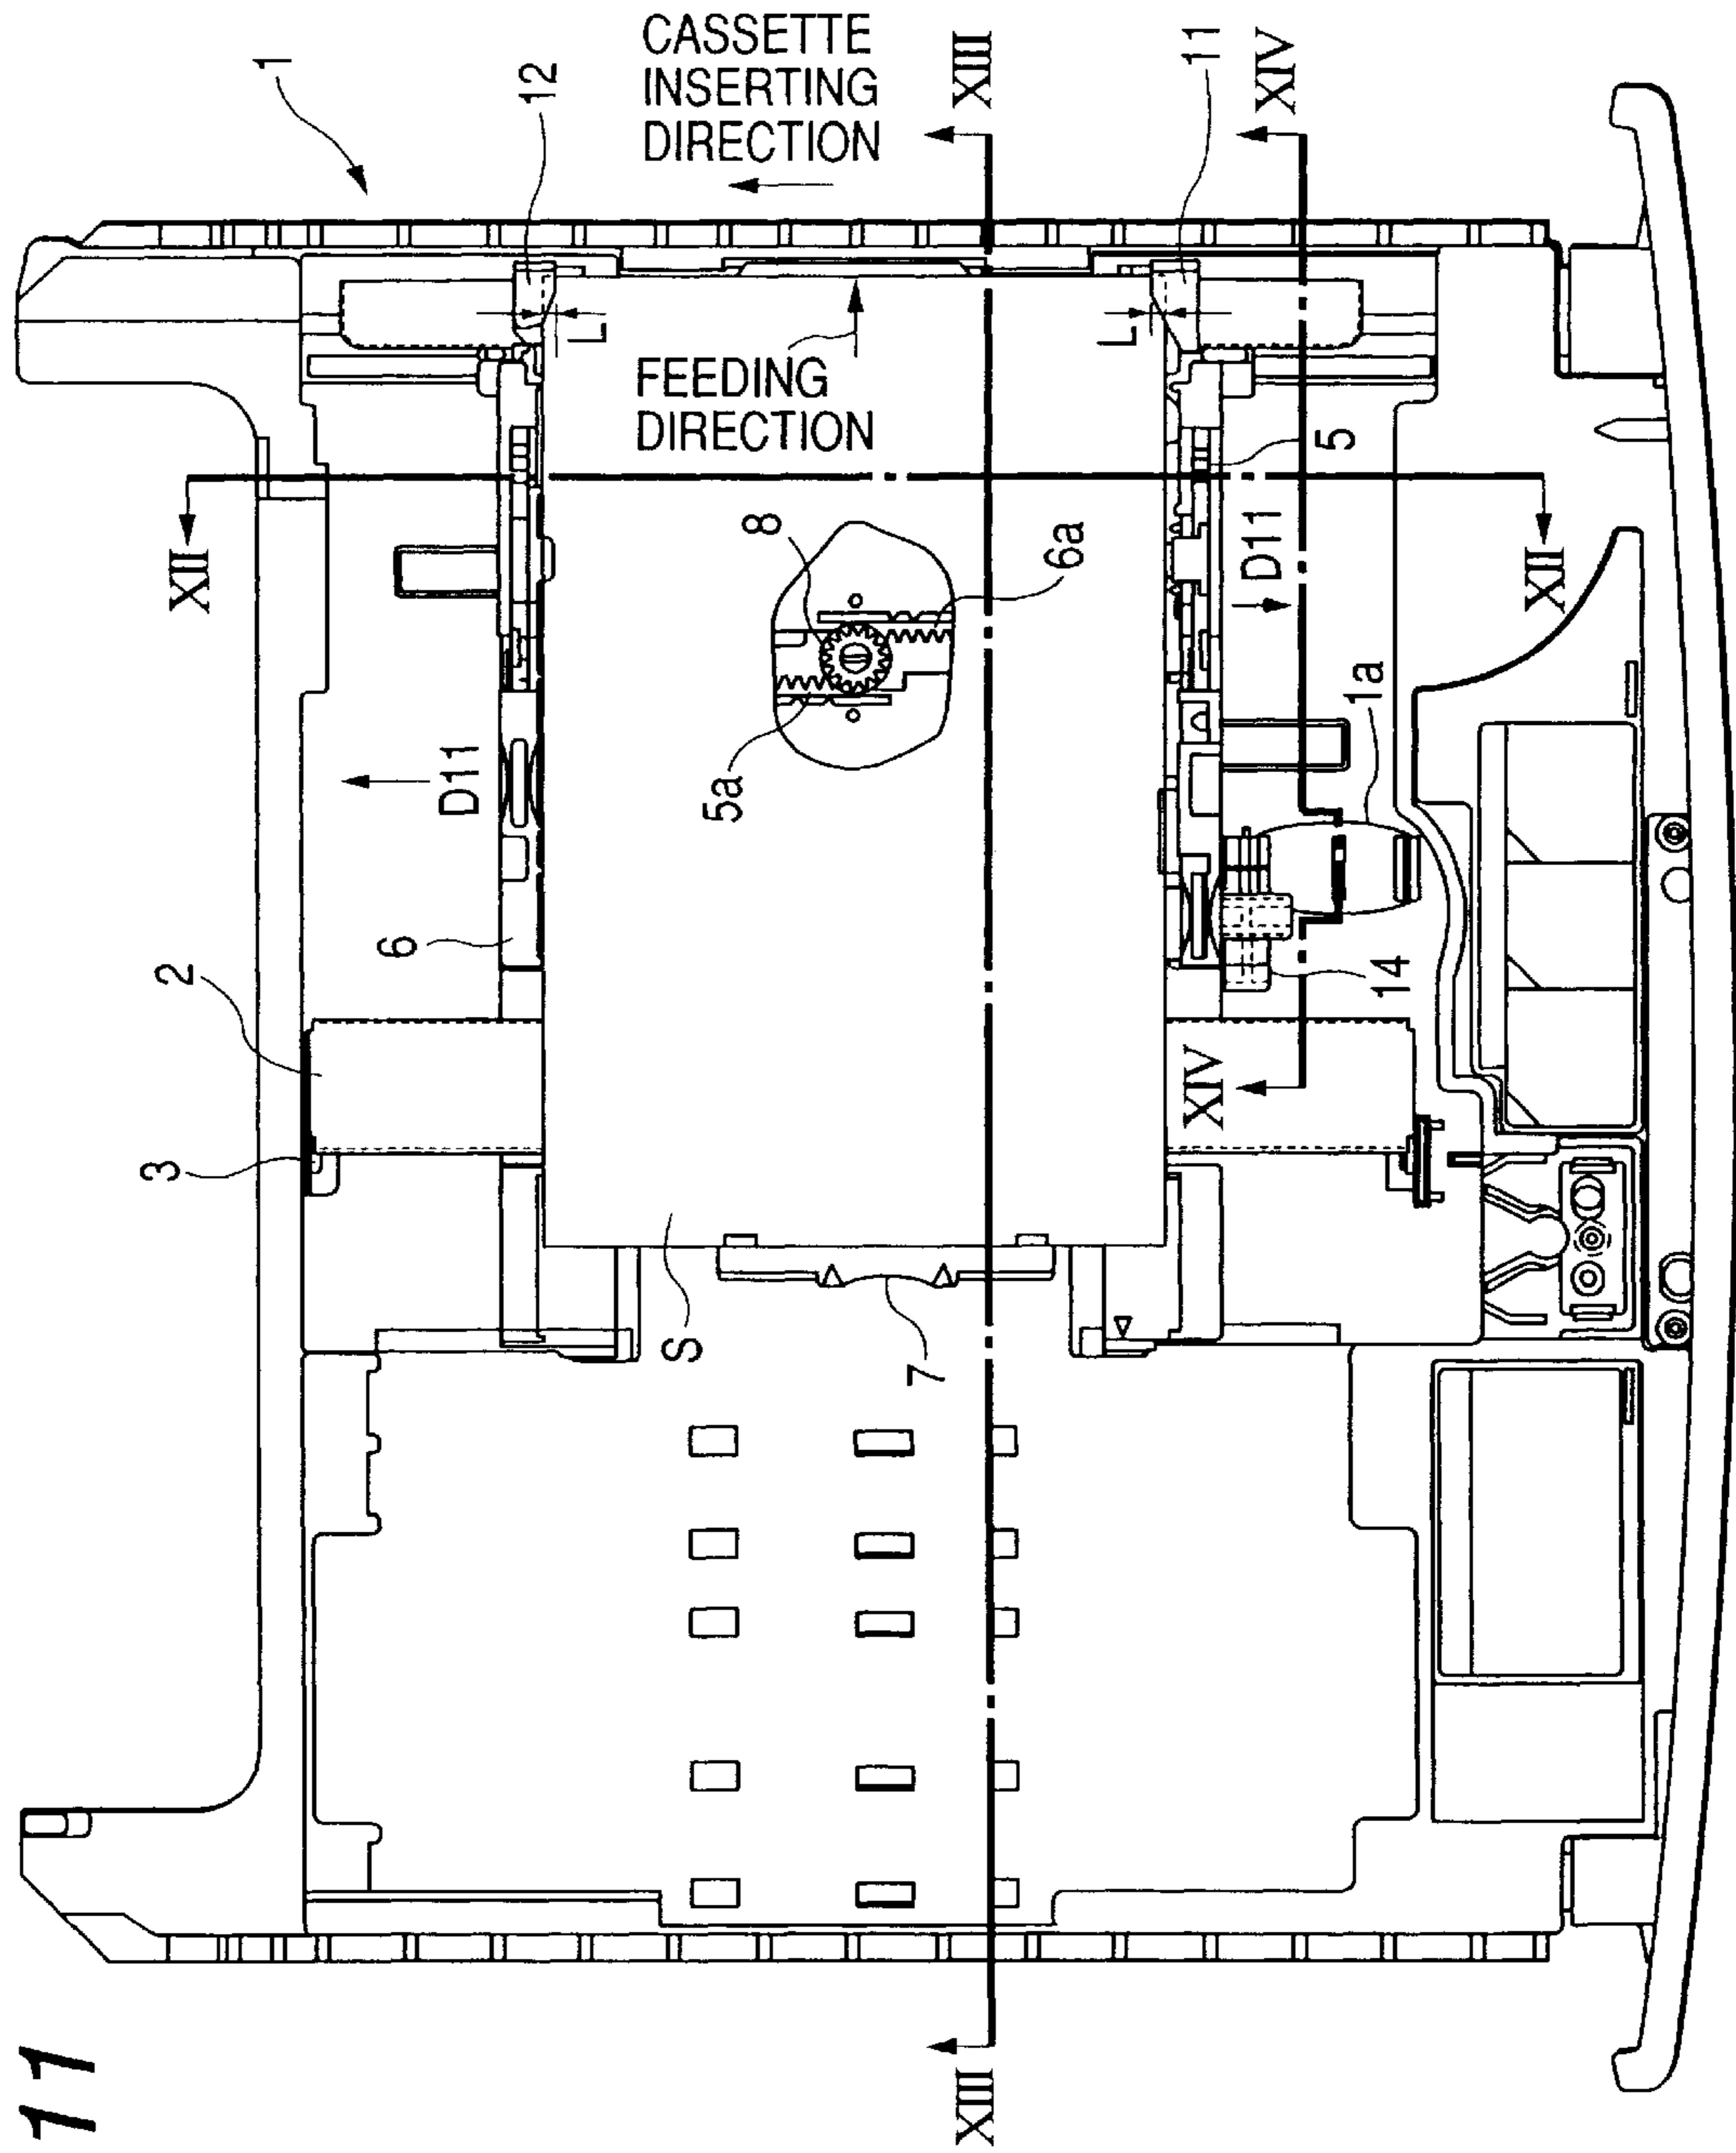 1
CASSETTE
INSERTING
DIRECTION
12
XIII
XIV
11
L
L
FEEDING
DIRECTION
5
XII
8
6a
D11
XII
D11
5a
1a
6
2
14
XIV
3
S
7
XIII
11